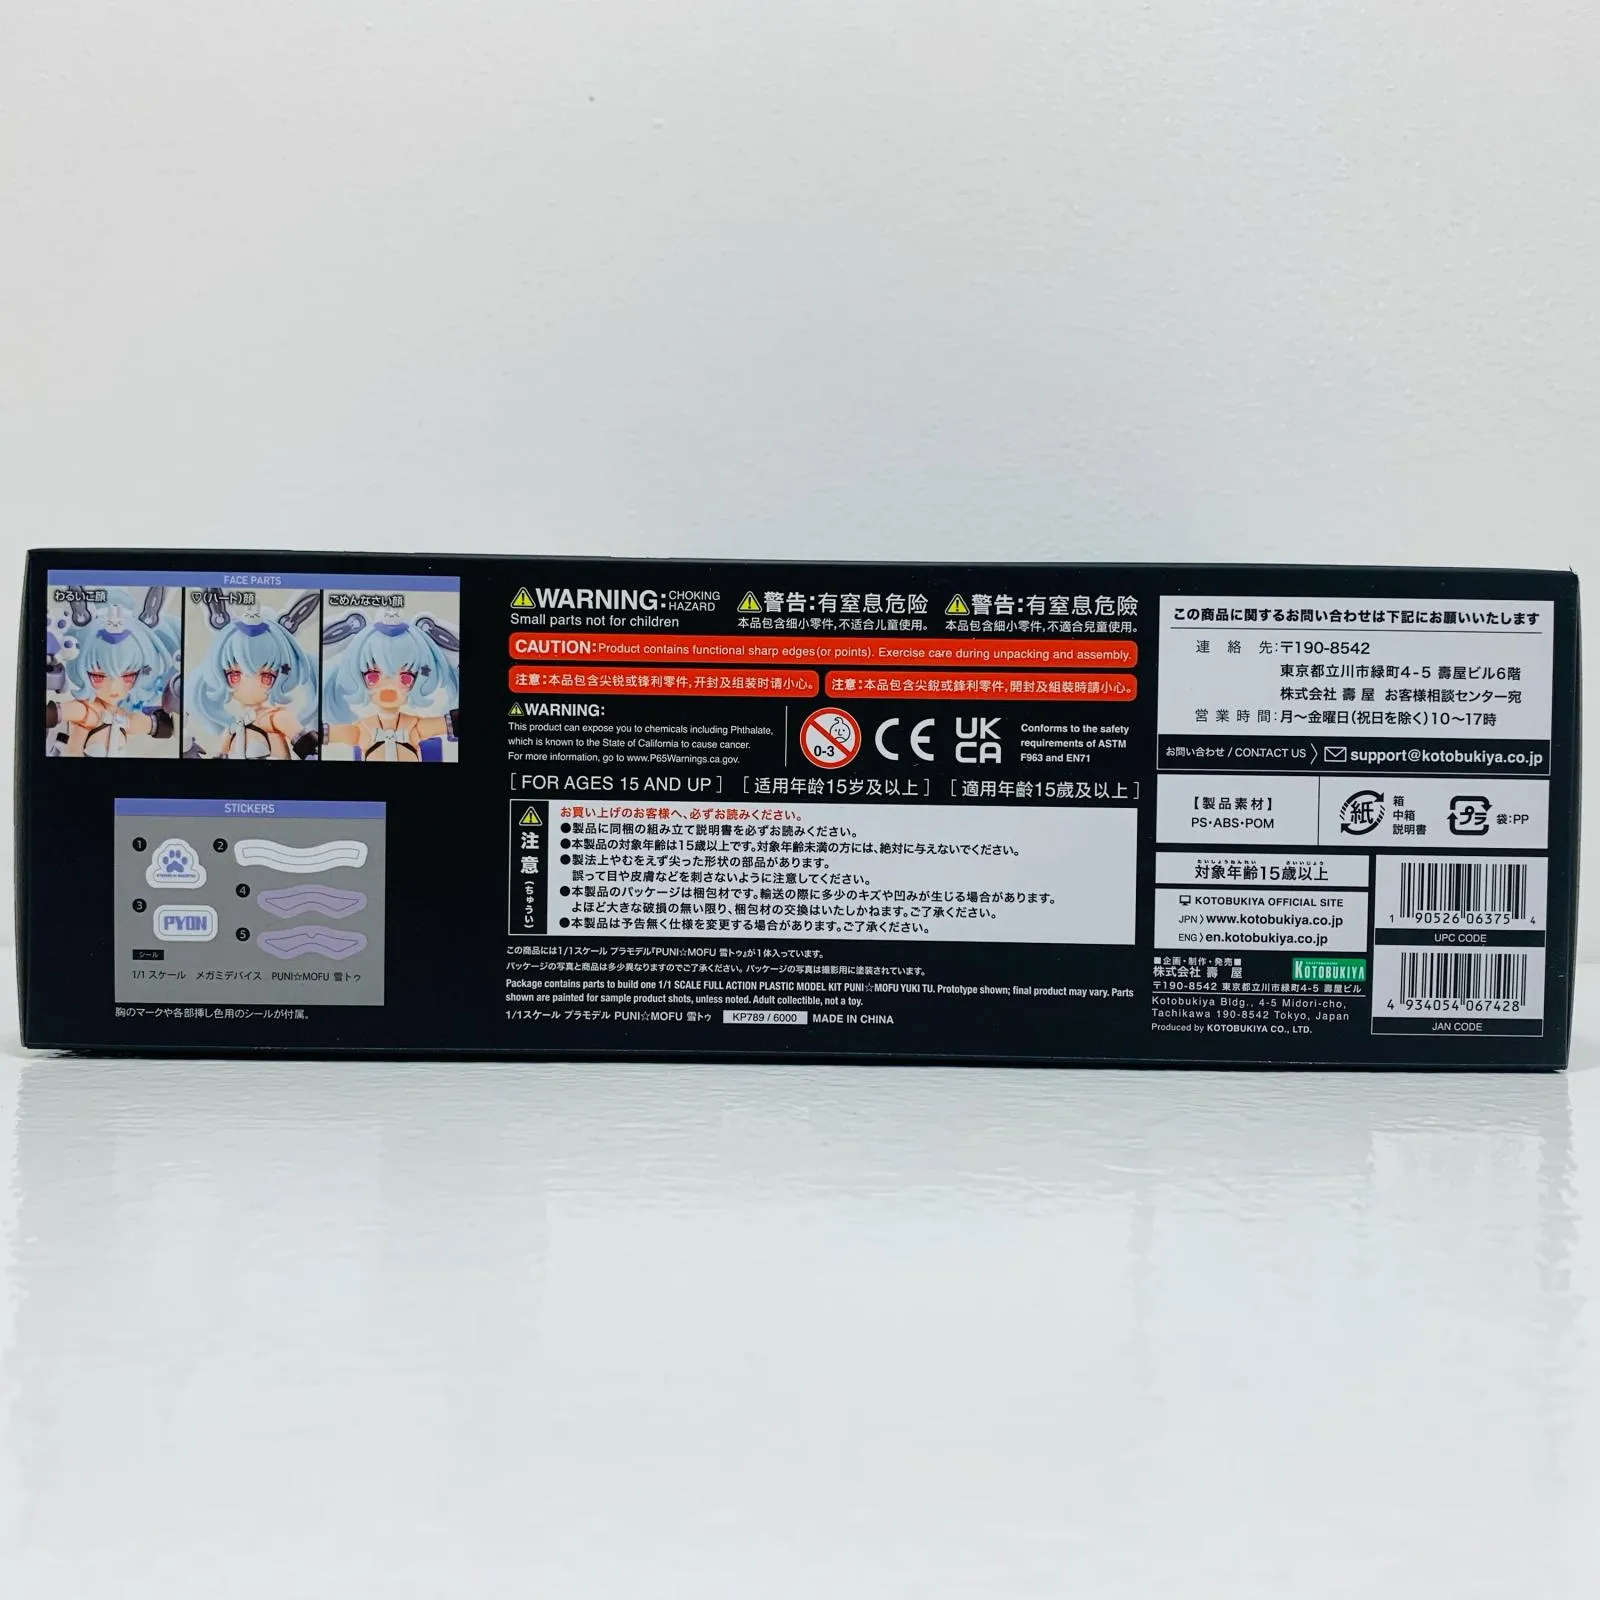 FACE PARTS
わるいこ顔
♡(ハート)顔
ごめんなさい顔
STICKERS
1
2
3
PYON
4
5
シール
1/1 スケール メガミデバイス PUNI☆MOFU 雪トゥ
胸のマークや各部挿し色用のシールが付属。
WARNING: CHOKING HAZARD
Small parts not for children
警告:有窒息危险
本品包含细小零件,不适合儿童使用。
警告:有窒息危險
本品包含細小零件,不適合兒童使用。
CAUTION: Product contains functional sharp edges(or points). Exercise care during unpacking and assembly.
注意:本品包含尖锐或锋利零件,开封及组装时请小心。
注意:本品包含尖銳或鋒利零件,開封及組裝時請小心。
WARNING:
This product can expose you to chemicals including Phthalate,
which is known to the State of California to cause cancer.
For more information, go to www.P65Warnings.ca.gov.
0-3
CE
UK
CA
Conforms to the safety
requirements of ASTM
F963 and EN71
[ FOR AGES 15 AND UP ] [ 适用年龄15岁及以上 ] [ 適用年齡15歲及以上 ]
注意(ちゅうい)
お買い上げのお客様へ、必ずお読みください。
●製品に同梱の組み立て説明書を必ずお読みください。
●本製品の対象年齢は15歳以上です。対象年齢未満の方には、絶対に与えないでください。
●製法上やむをえず尖った形状の部品があります。
誤って目や皮膚などを刺さないように注意してください。
●本製品のパッケージは梱包材です。輸送の際に多少のキズや凹みが生じる場合があります。
よほど大きな破損の無い限り、梱包材の交換はいたしかねます。ご了承ください。
●本製品は予告無く仕様を変更する場合があります。ご了承ください。
この商品には1/1スケール プラモデル『PUNI☆MOFU 雪トゥ』が1体入っています。
パッケージの写真と商品は多少異なりますのでご了承ください。パッケージの写真は撮影用に塗装されています。
Package contains parts to build one 1/1 SCALE FULL ACTION PLASTIC MODEL KIT PUNI☆MOFU YUKI TU. Prototype shown; final product may vary. Parts
shown are painted for sample product shots, unless noted. Adult collectible, not a toy.
1/1スケール プラモデル PUNI☆MOFU 雪トゥ KP789 / 6000 MADE IN CHINA
この商品に関するお問い合わせは下記にお願いいたします
連絡先:〒190-8542
東京都立川市緑町4-5 壽屋ビル6階
株式会社 壽 屋 お客様相談センター宛
営業時間:月〜金曜日(祝日を除く)10〜17時
お問い合わせ / CONTACT US support@kotobukiya.co.jp
【製品素材】
PS・ABS・POM
紙
箱
中箱
説明書
プラ
袋:PP
たいしょうねんれい さいいじょう
対象年齢15歳以上
KOTOBUKIYA OFFICIAL SITE
JPN〉www.kotobukiya.co.jp
ENG〉en.kotobukiya.co.jp
■企画・制作・発売■
株式会社 壽 屋
KOTOBUKIYA
〒190-8542 東京都立川市緑町4-5 壽屋ビル
Kotobukiya Bldg., 4-5 Midori-cho,
Tachikawa 190-8542 Tokyo, Japan
Produced by KOTOBUKIYA CO., LTD.
1 90526 06375 4
UPC CODE
4 934054 067428
JAN CODE